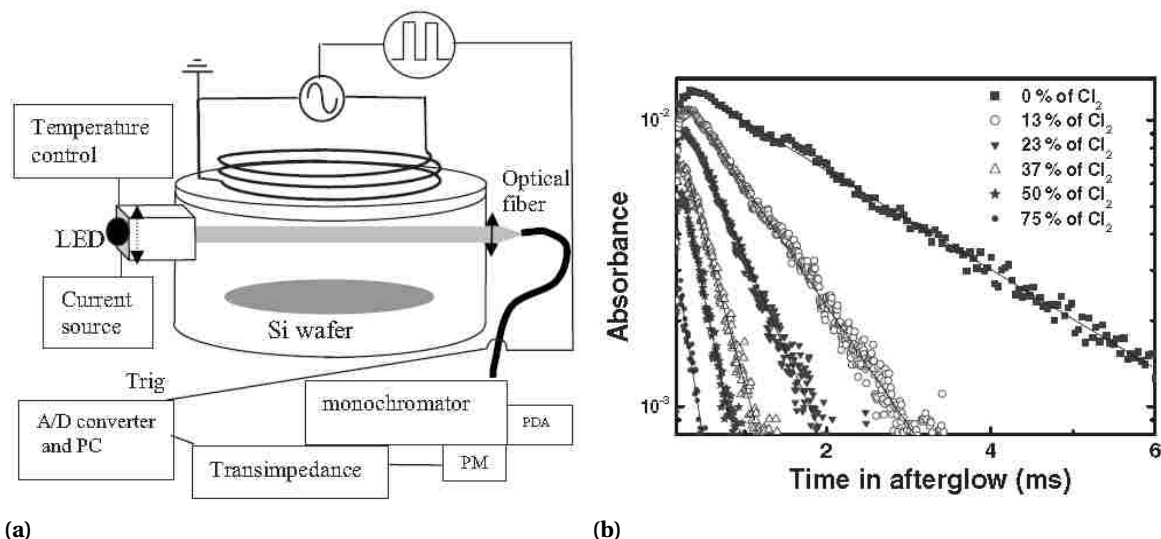 Temperature
control
Optical
fiber
LED
Current
source
Si wafer
Trig
monochromator
PDA
A/D converter
and PC
Transimpedance
PM
(a)
10⁻²
10⁻³
Absorbance
0 % of Cl₂
13 % of Cl₂
23 % of Cl₂
37 % of Cl₂
50 % of Cl₂
75 % of Cl₂
2
4
6
Time in afterglow (ms)
(b)